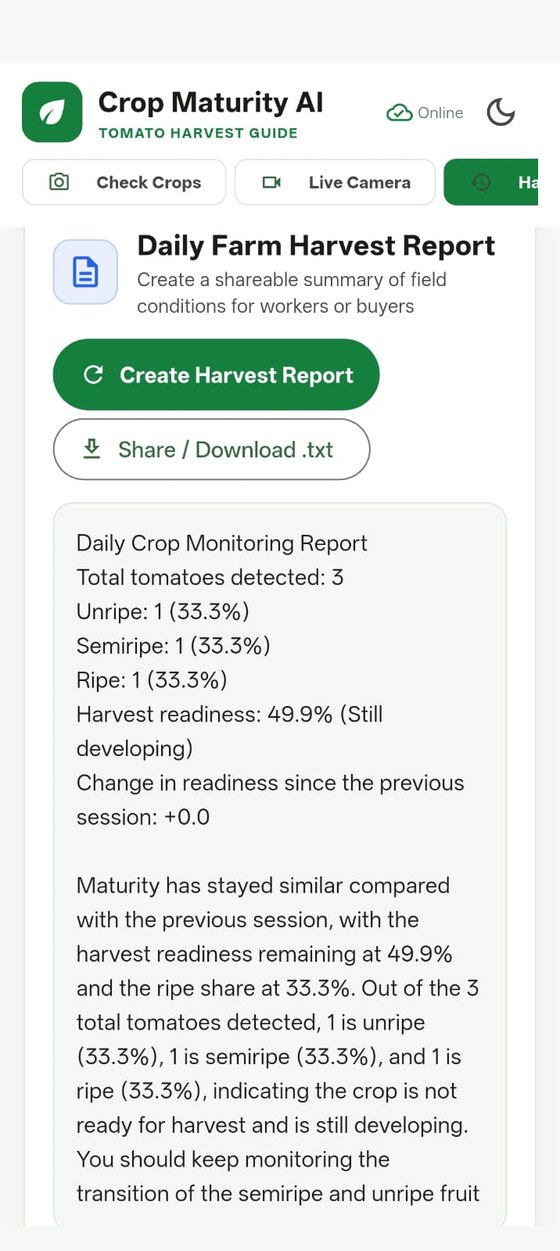 Crop Maturity AI
TOMATO HARVEST GUIDE
Online
Check Crops
Live Camera
Ha
Daily Farm Harvest Report
Create a shareable summary of field
conditions for workers or buyers
Create Harvest Report
Share / Download .txt
Daily Crop Monitoring Report
Total tomatoes detected: 3
Unripe: 1 (33.3%)
Semiripe: 1 (33.3%)
Ripe: 1 (33.3%)
Harvest readiness: 49.9% (Still
developing)
Change in readiness since the previous
session: +0.0
Maturity has stayed similar compared
with the previous session, with the
harvest readiness remaining at 49.9%
and the ripe share at 33.3%. Out of the 3
total tomatoes detected, 1 is unripe
(33.3%), 1 is semiripe (33.3%), and 1 is
ripe (33.3%), indicating the crop is not
ready for harvest and is still developing.
You should keep monitoring the
transition of the semiripe and unripe fruit